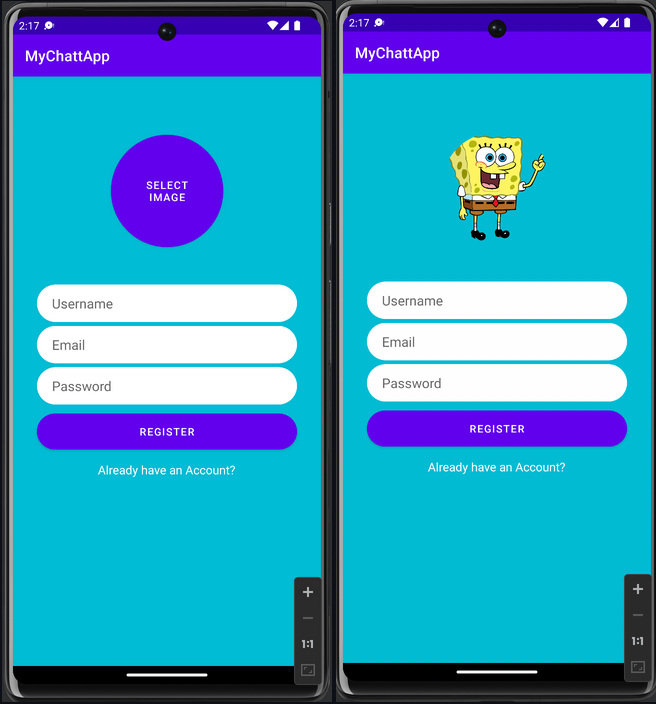 2:17
MyChattApp
SELECT
IMAGE
Username
Email
Password
REGISTER
Already have an Account?
1:1
2:17
MyChattApp
Username
Email
Password
REGISTER
Already have an Account?
1:1